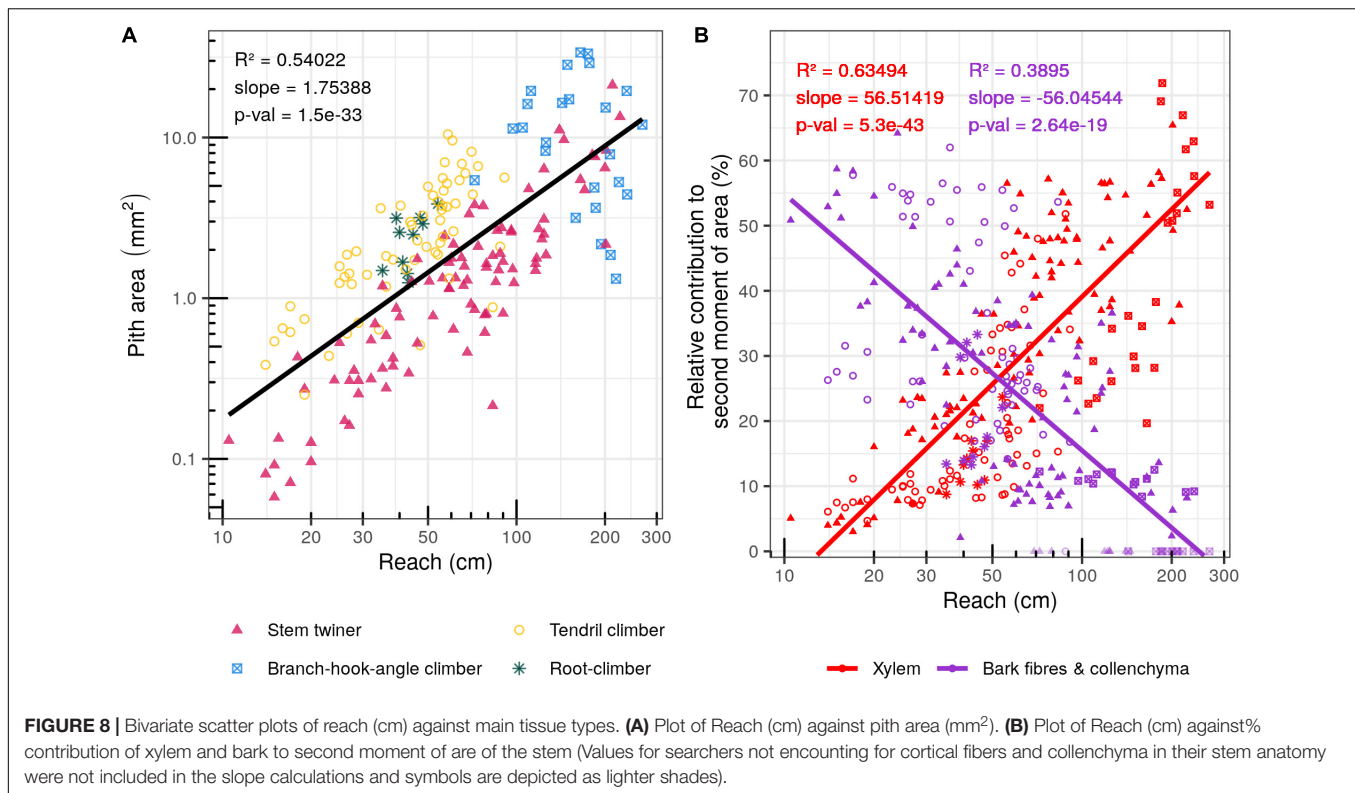 A
R² = 0.54022
slope = 1.75388
p-val = 1.5e-33
Pith area (mm²)
10.0
1.0
0.1
10 20 30 50 100 200 300
Reach (cm)
B
R² = 0.63494
slope = 56.51419
p-val = 5.3e-43
R² = 0.3895
slope = -56.04544
p-val = 2.64e-19
Relative contribution to
second moment of area (%)
70
60
50
40
30
20
10
0
10 20 30 50 100 200 300
Reach (cm)
Stem twiner
Tendril climber
Branch-hook-angle climber
Root-climber
Xylem
Bark fibres & collenchyma
FIGURE 8 | Bivariate scatter plots of reach (cm) against main tissue types. (A) Plot of Reach (cm) against pith area (mm²). (B) Plot of Reach (cm) against%
contribution of xylem and bark to second moment of are of the stem (Values for searchers not encounting for cortical fibers and collenchyma in their stem anatomy
were not included in the slope calculations and symbols are depicted as lighter shades).